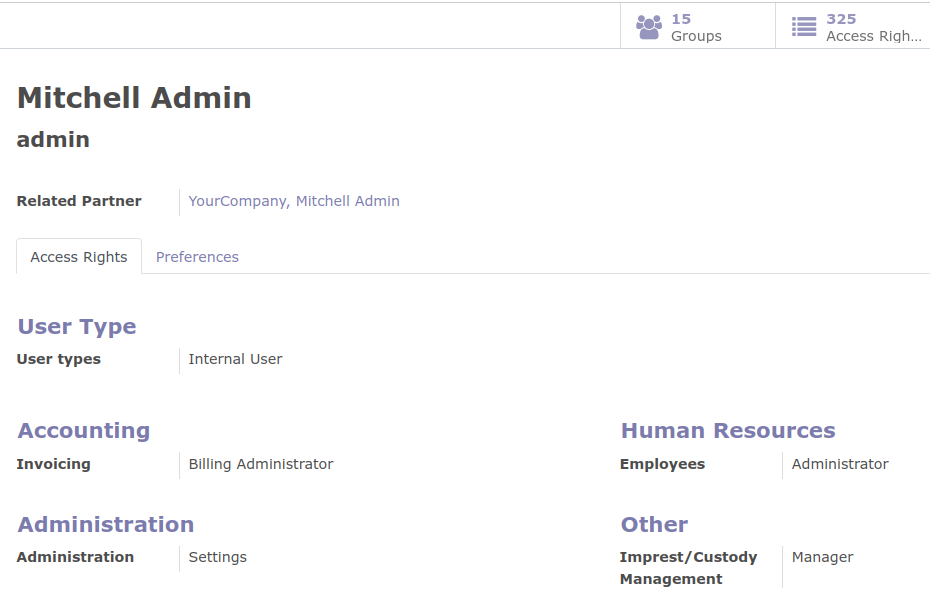 15
Groups
325
Access Righ...
Mitchell Admin
admin
Related Partner YourCompany, Mitchell Admin
Access Rights Preferences
User Type
User types Internal User
Accounting
Invoicing Billing Administrator
Human Resources
Employees Administrator
Administration
Administration Settings
Other
Imprest/Custody Manager
Management